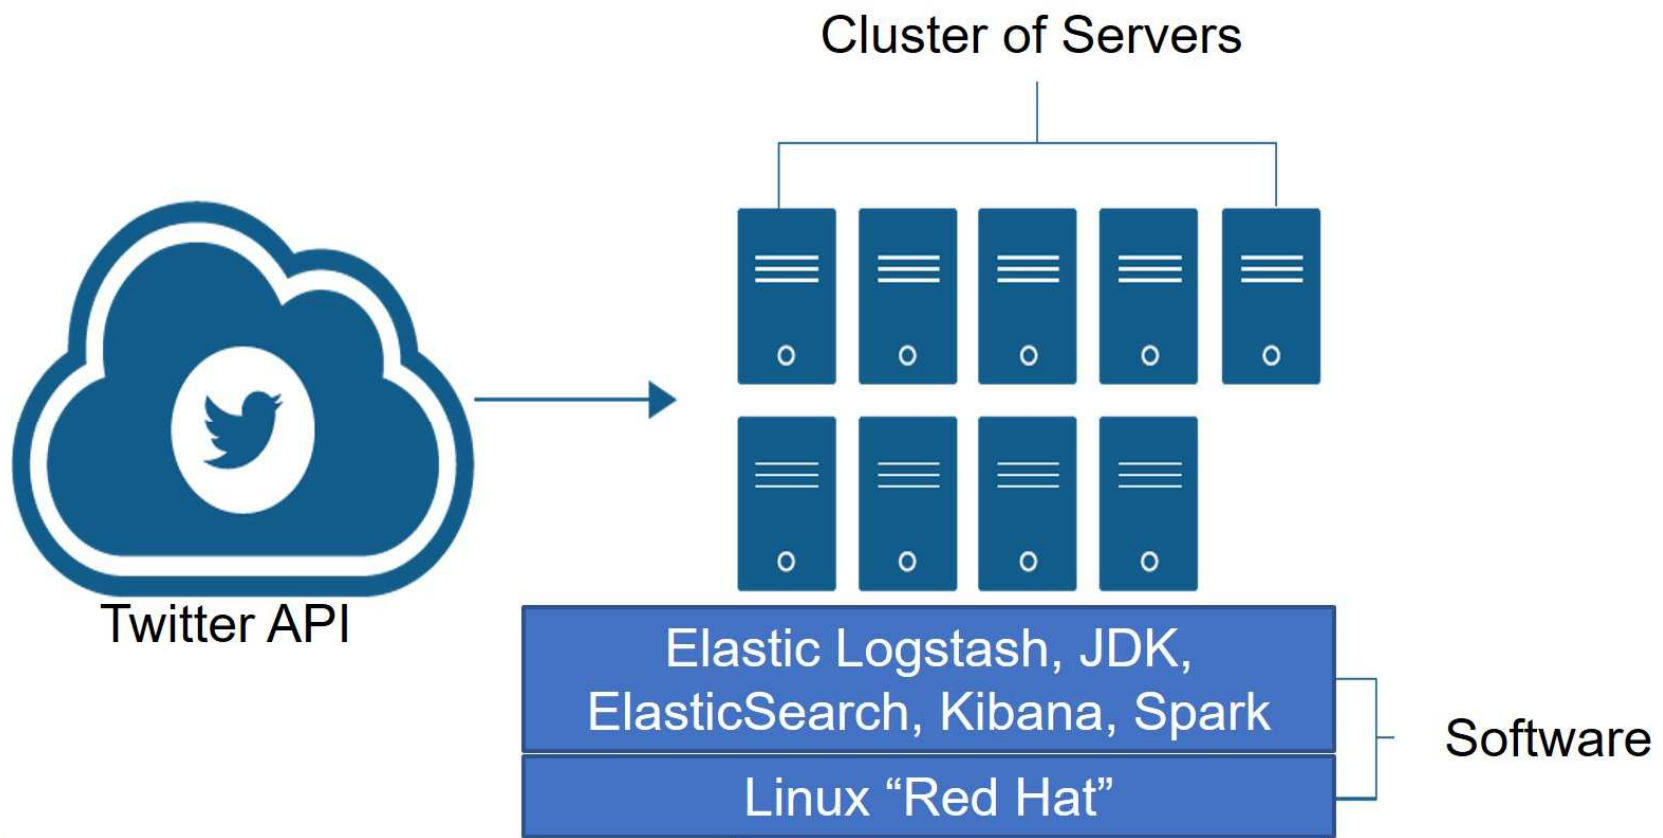 Cluster of Servers
Twitter API
Elastic Logstash, JDK,
ElasticSearch, Kibana, Spark
Software
Linux “Red Hat”